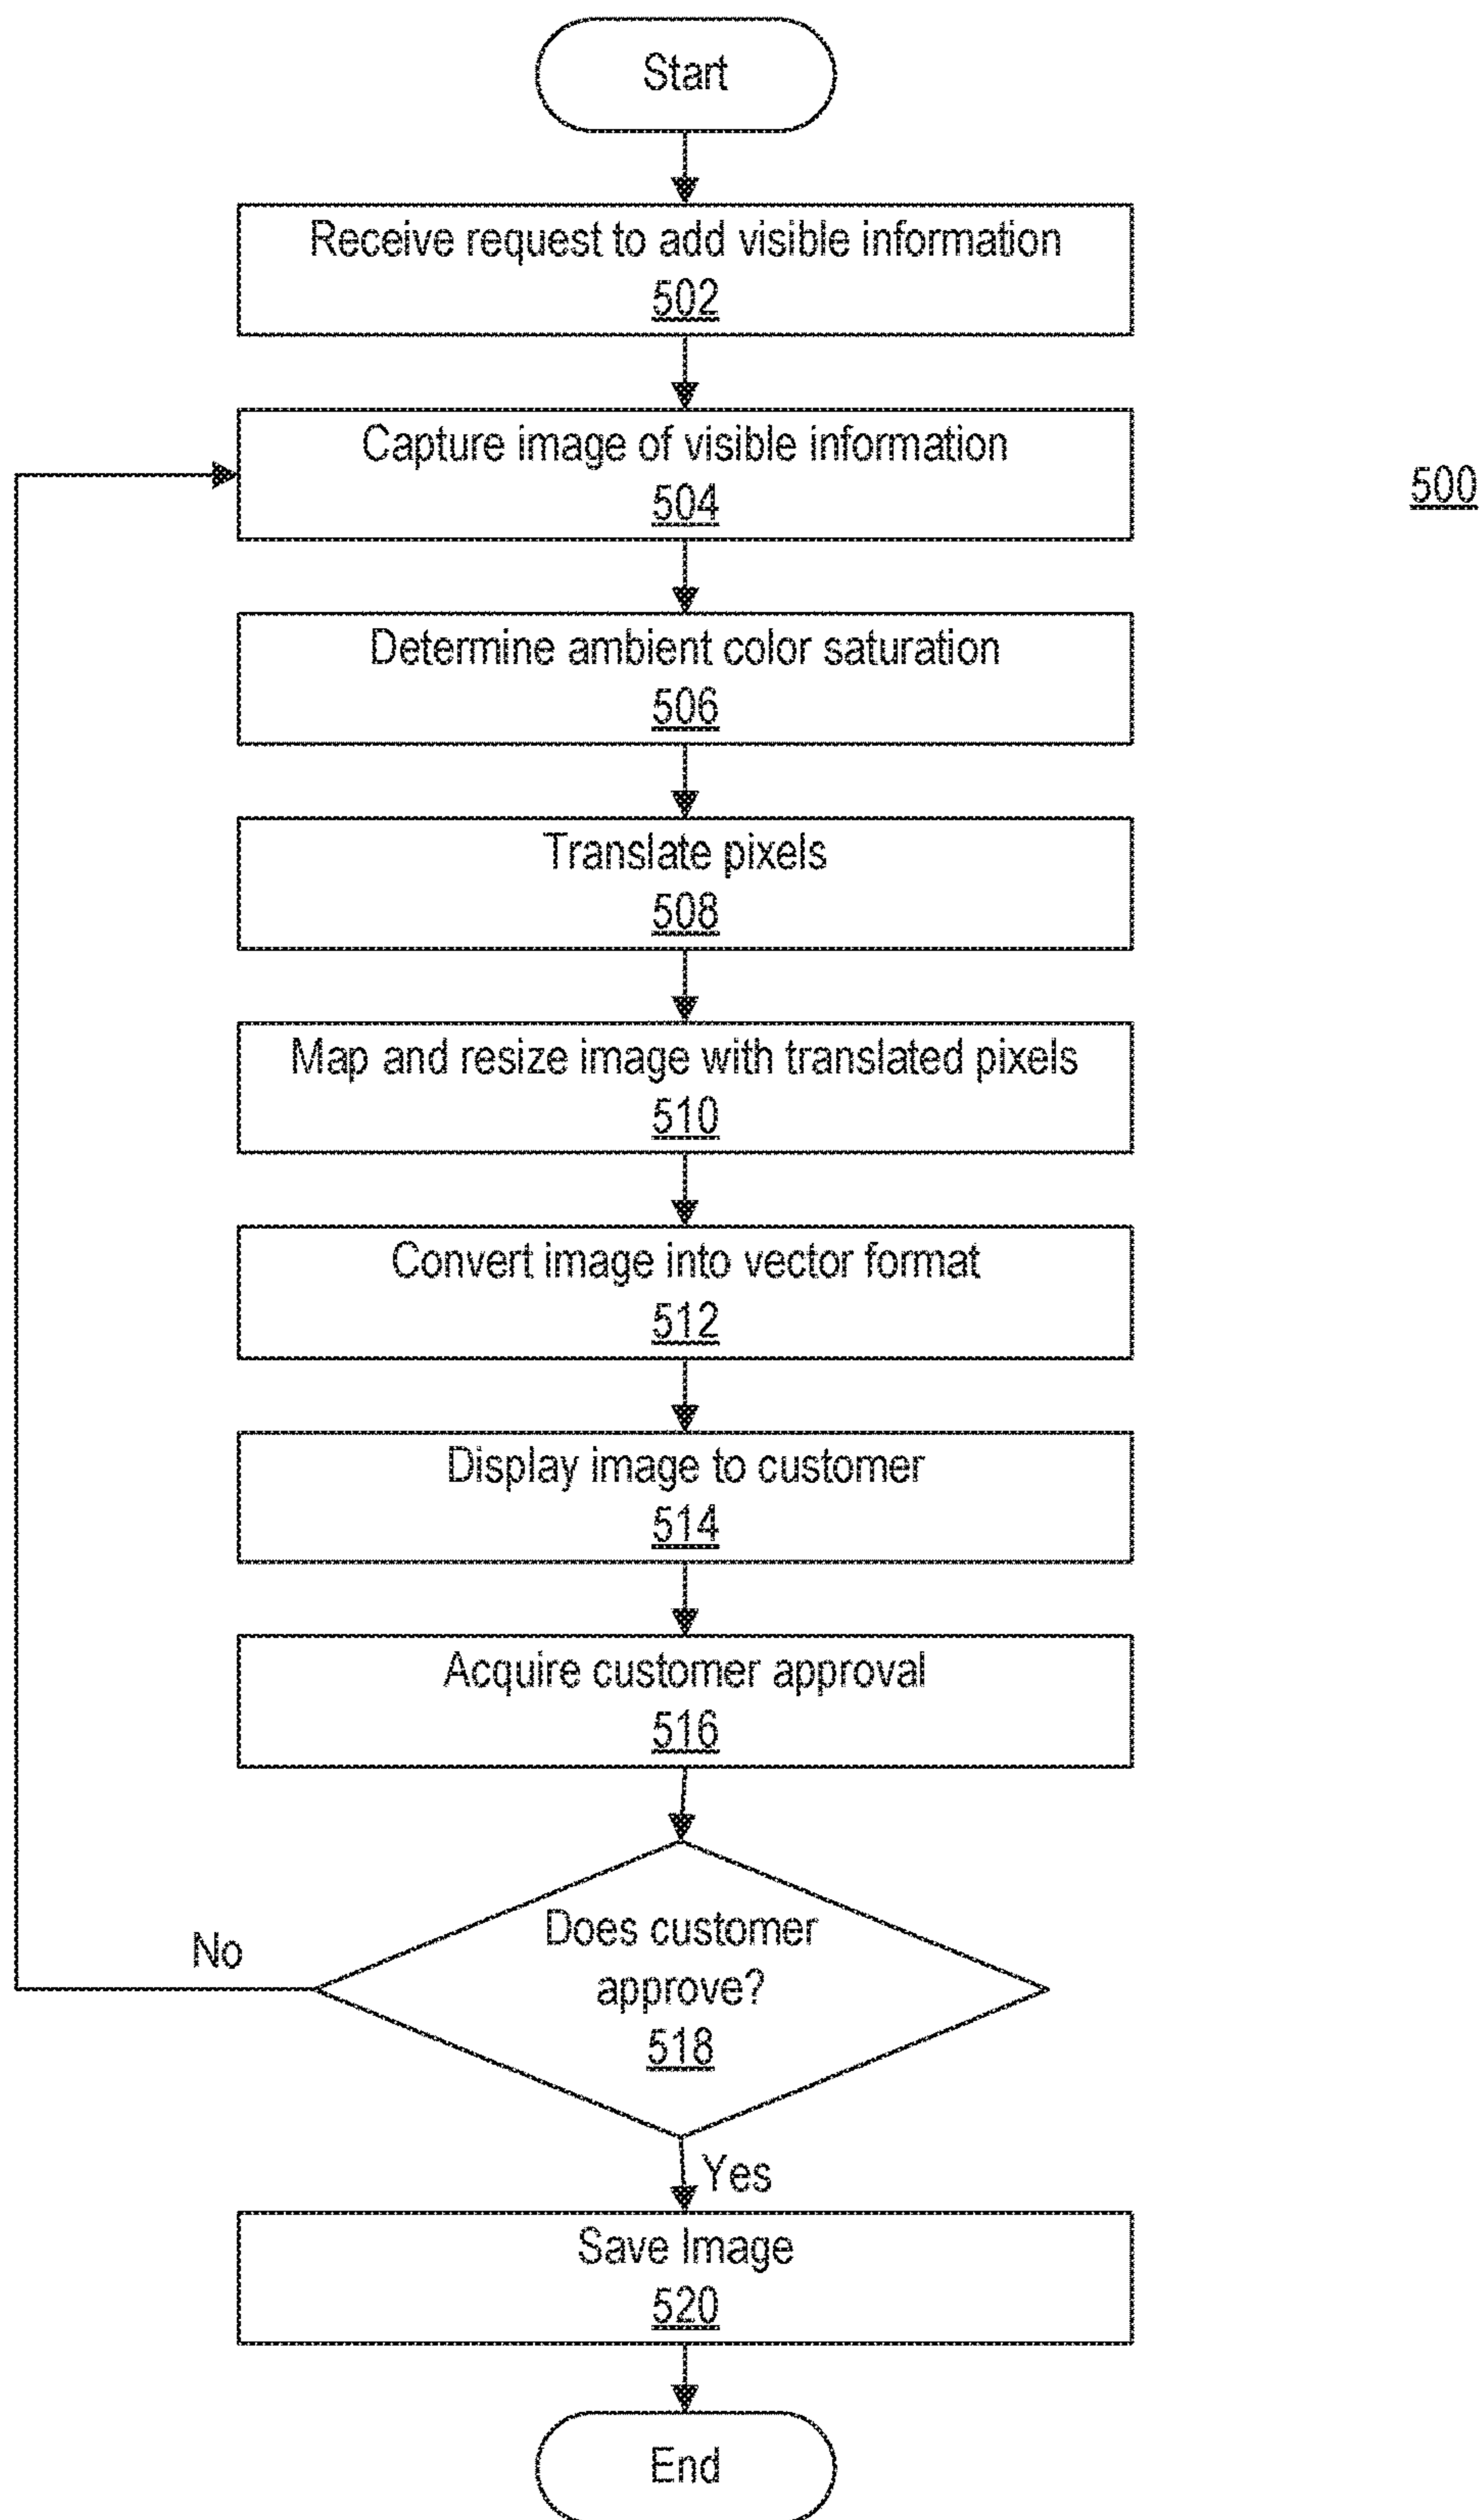 Start
Receive request to add visible information
502
Capture image of visible information
504
500
Determine ambient color saturation
506
Translate pixels
508
Map and resize image with translated pixels
510
Convert image into vector format
512
Display image to customer
514
Acquire customer approval
516
Does customer
approve?
518
No
Yes
Save Image
520
End